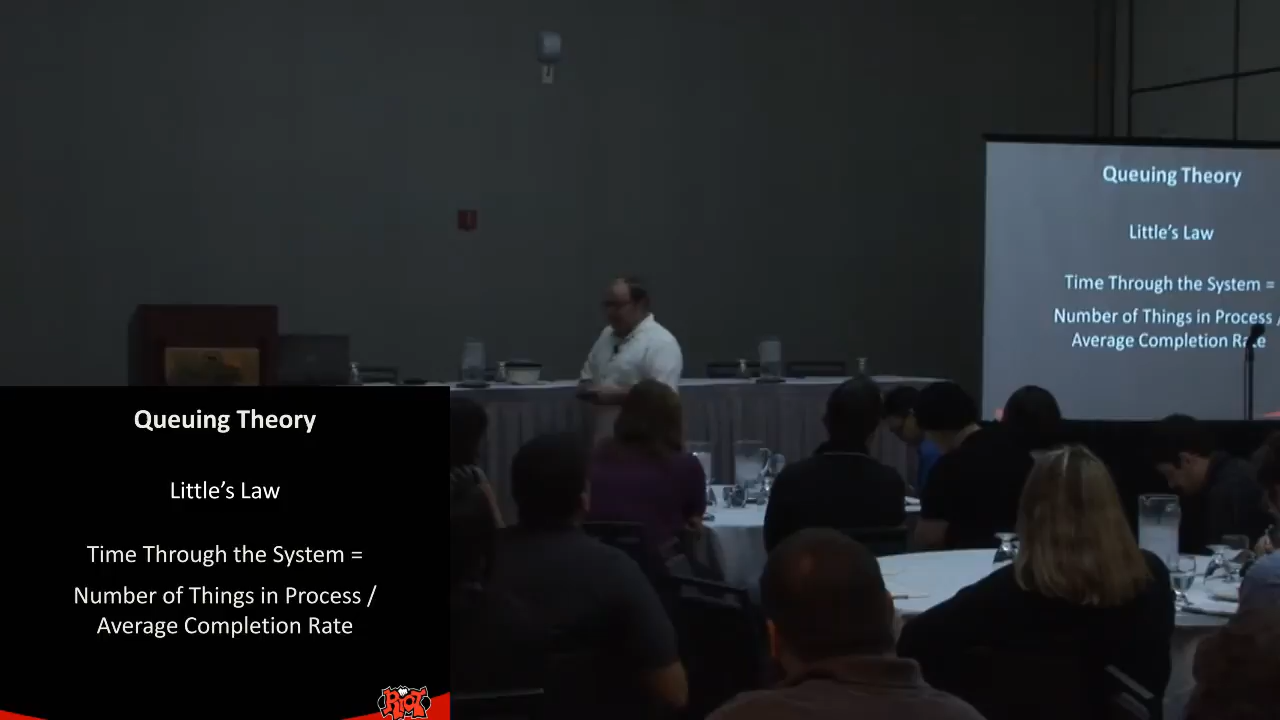 Queuing Theory
Little's Law
Time Through the System =
Number of Things in Process /
Average Completion Rate
Queuing Theory
Little's Law
Time Through the System =
Number of Things in Process /
Average Completion Rate
RIOT